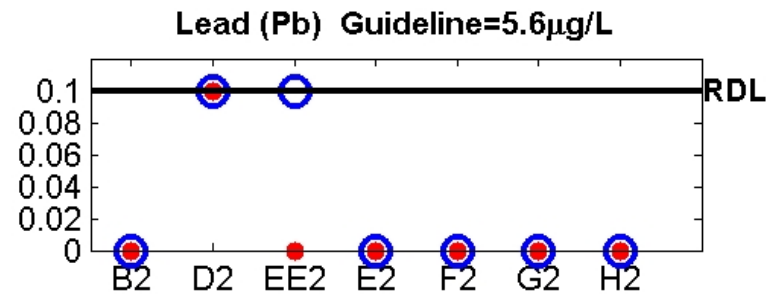 Lead (Pb) Guideline=5.6µg/L
0.1
RDL
0.08
0.06
0.04
0.02
0
B2 D2 EE2 E2 F2 G2 H2